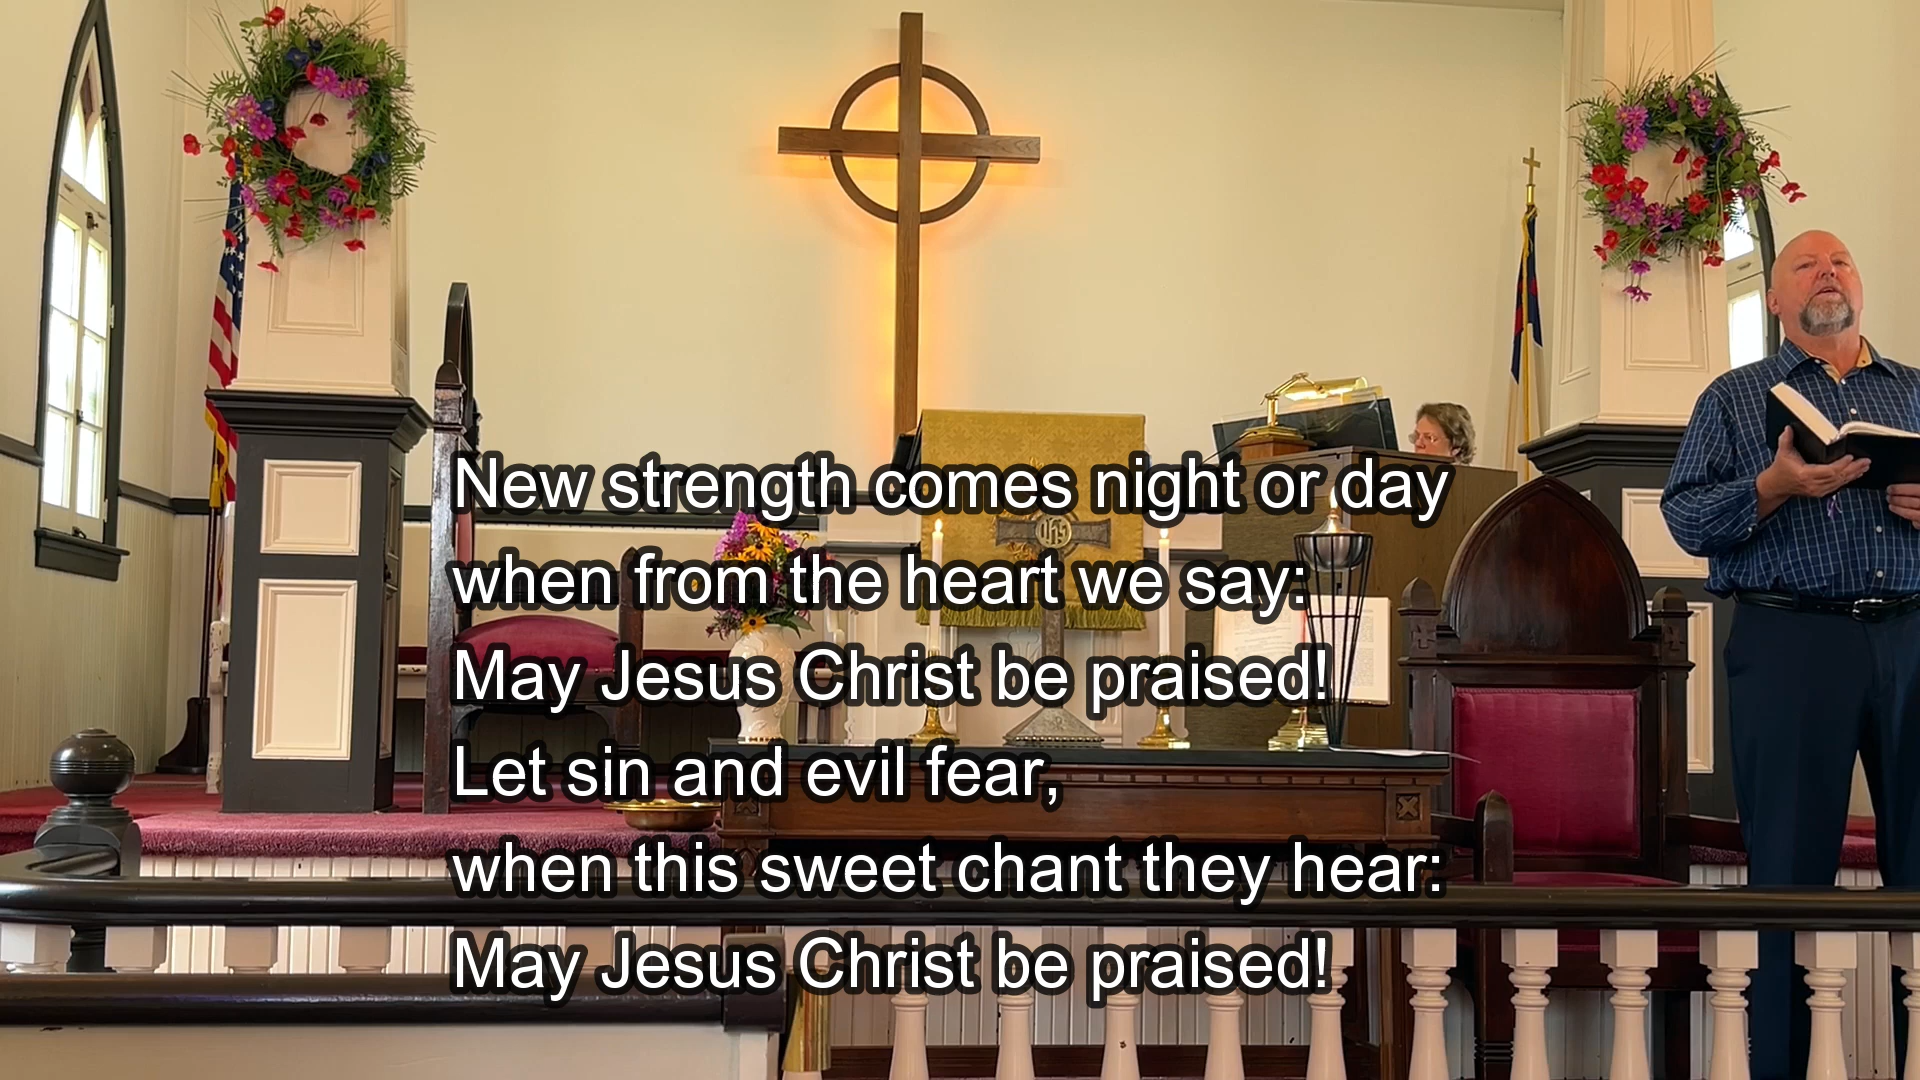 New strength comes night or day
when from the heart we say:
May Jesus Christ be praised!
Let sin and evil fear,
when this sweet chant they hear:
May Jesus Christ be praised!
IHS